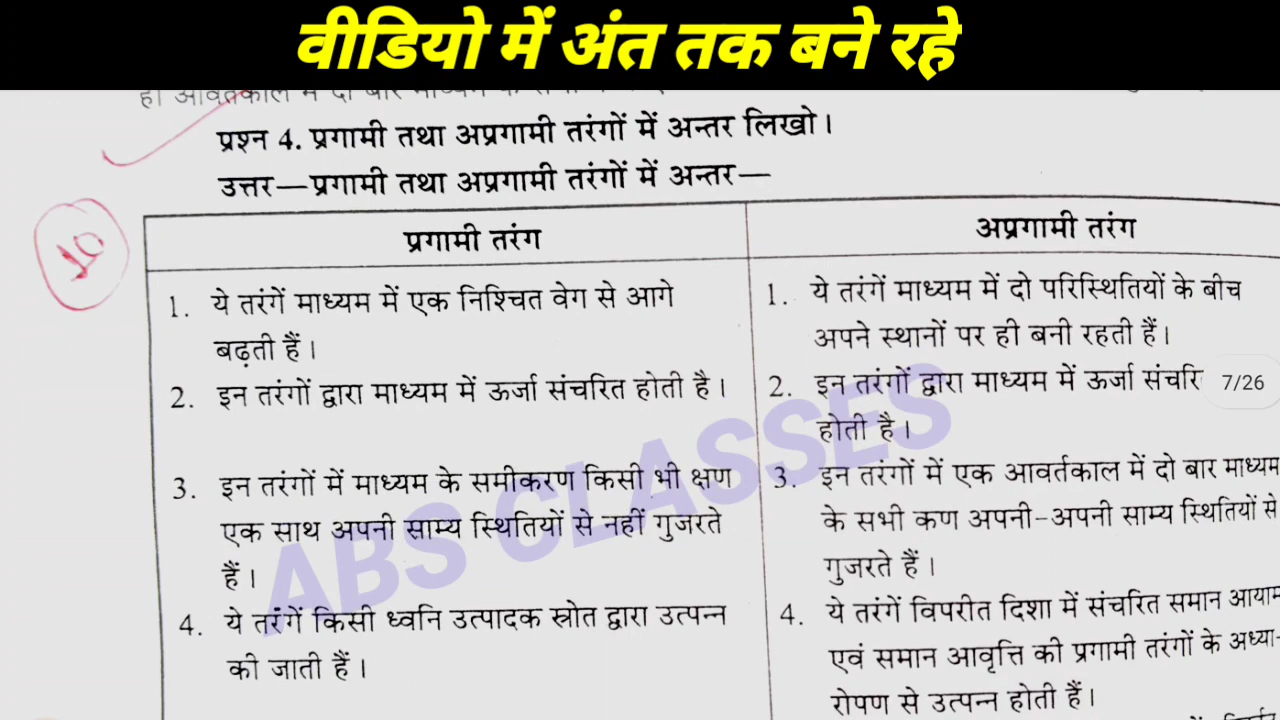 वीडियो में अंत तक बने रहे
प्रश्न 4. प्रगामी तथा अप्रगामी तरंगों में अन्तर लिखो।
उत्तर—प्रगामी तथा अप्रगामी तरंगों में अन्तर—
10
प्रगामी तरंग
1. ये तरंगें माध्यम में एक निश्चित वेग से आगे
बढ़ती हैं।
2. इन तरंगों द्वारा माध्यम में ऊर्जा संचरित होती है।
3. इन तरंगों में माध्यम के समीकरण किसी भी क्षण
एक साथ अपनी साम्य स्थितियों से नहीं गुजरते
हैं।
4. ये तरंगें किसी ध्वनि उत्पादक स्रोत द्वारा उत्पन्न
की जाती हैं।
अप्रगामी तरंग
1. ये तरंगें माध्यम में दो परिस्थितियों के बीच
अपने स्थानों पर ही बनी रहती हैं।
2. इन तरंगों द्वारा माध्यम में ऊर्जा संचरि
7/26
होती है।
3. इन तरंगों में एक आवर्तकाल में दो बार माध्यम
के सभी कण अपनी-अपनी साम्य स्थितियों से
गुजरते हैं।
4. ये तरंगें विपरीत दिशा में संचरित समान आयाम
एवं समान आवृत्ति की प्रगामी तरंगों के अध्या-
रोपण से उत्पन्न होती हैं।
ABS CLASSES